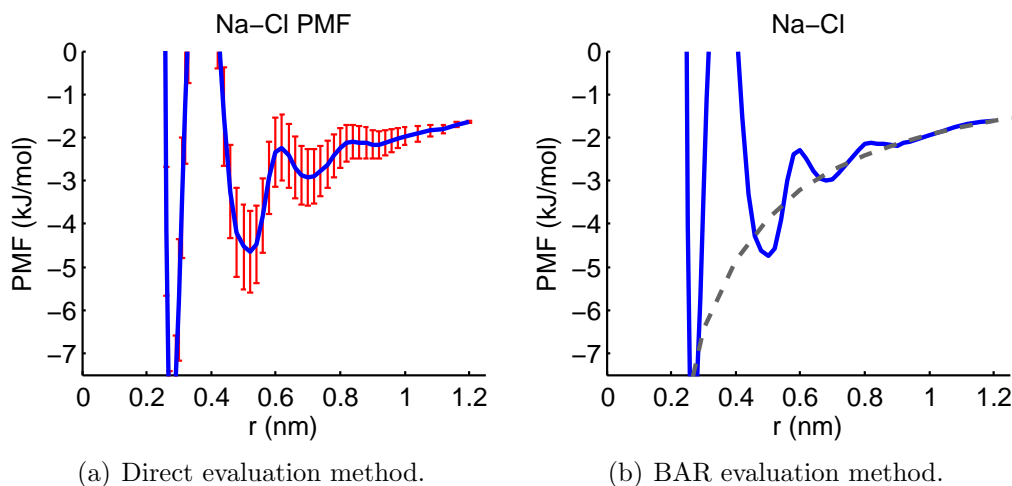 Na−Cl PMF
0
−1
−2
−3
−4
−5
−6
−7
PMF (kJ/mol)
0 0.2 0.4 0.6 0.8 1 1.2
r (nm)
(a) Direct evaluation method.
Na−Cl
0
−1
−2
−3
−4
−5
−6
−7
PMF (kJ/mol)
0 0.2 0.4 0.6 0.8 1 1.2
r (nm)
(b) BAR evaluation method.